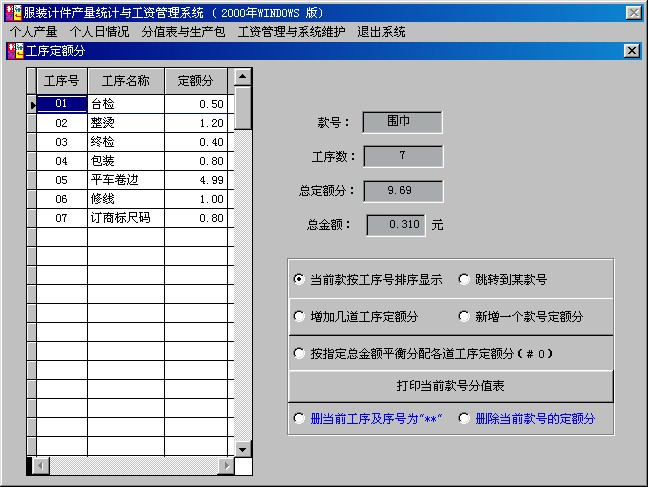 服装计件产量统计与工资管理系统 （ 2000年WINDOWS 版）
个人产量 个人日情况 分值表与生产包 工资管理与系统维护 退出系统
工序定额分
工序号 工序名称 定额分
01 台检 0.50
02 整烫 1.20
03 终检 0.40
04 包装 0.80
05 平车卷边 4.99
06 修线 1.00
07 订商标尺码 0.80
款号： 围巾
工序数： 7
总定额分： 9.69
总金额： 0.310 元
当前款按工序号排序显示 跳转到某款号
增加几道工序定额分 新增一个款号定额分
按指定总金额平衡分配各道工序定额分（＃０）
打印当前款号分值表
删当前工序及序号为"**" 删除当前款号的定额分